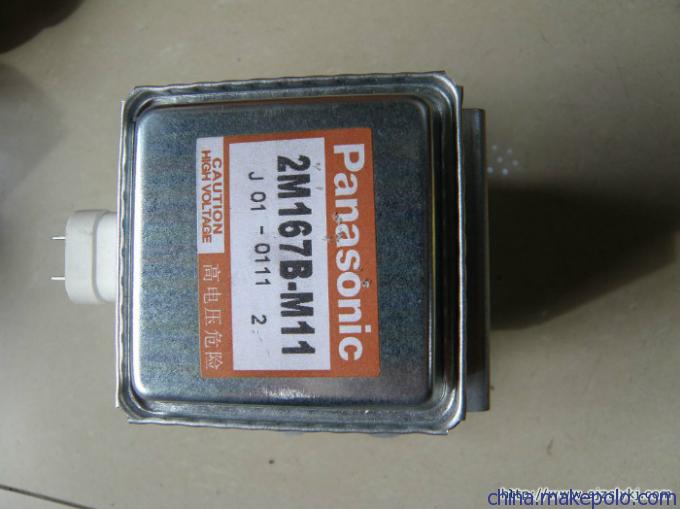 Panasonic
2M167B-M11
J 01 - 0111 2
CAUTION
HIGH VOLTAGE
高电压危险
china.makepolo.com